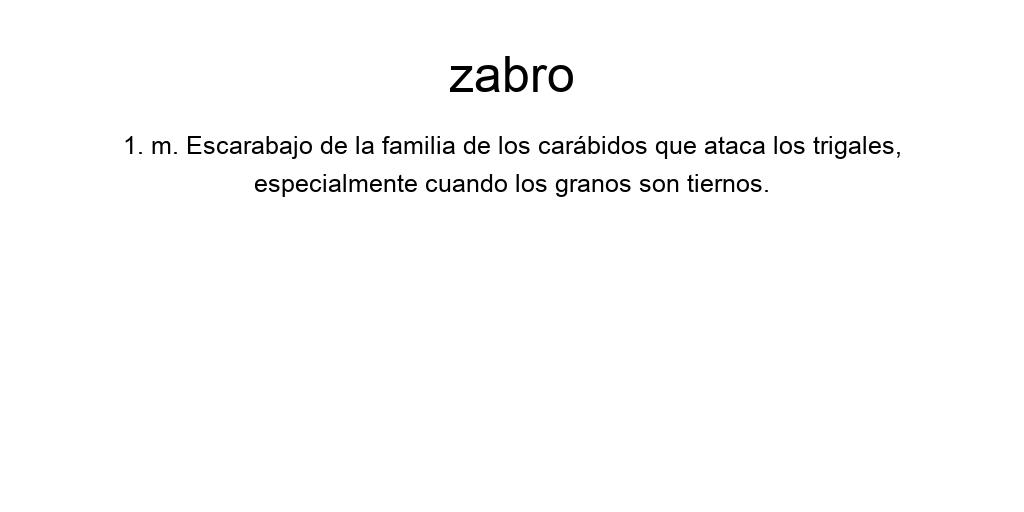 zabro
1. m. Escarabajo de la familia de los carábidos que ataca los trigales,
especialmente cuando los granos son tiernos.